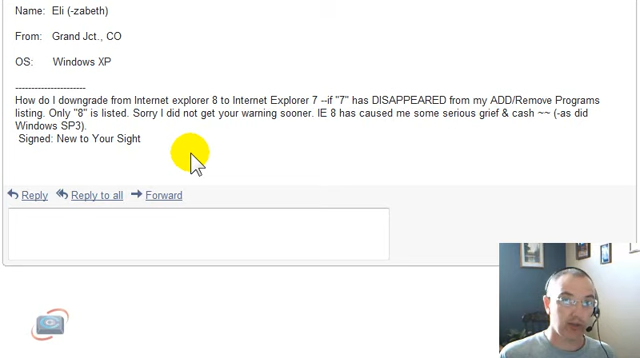 Name: Eli (-zabeth)
From: Grand Jct., CO
OS: Windows XP
----------------------
How do I downgrade from Internet explorer 8 to Internet Explorer 7 --if "7" has DISAPPEARED from my ADD/Remove Programs
listing. Only "8" is listed. Sorry I did not get your warning sooner. IE 8 has caused me some serious grief & cash ~~ (-as did
Windows SP3).
Signed: New to Your Sight
Reply Reply to all Forward